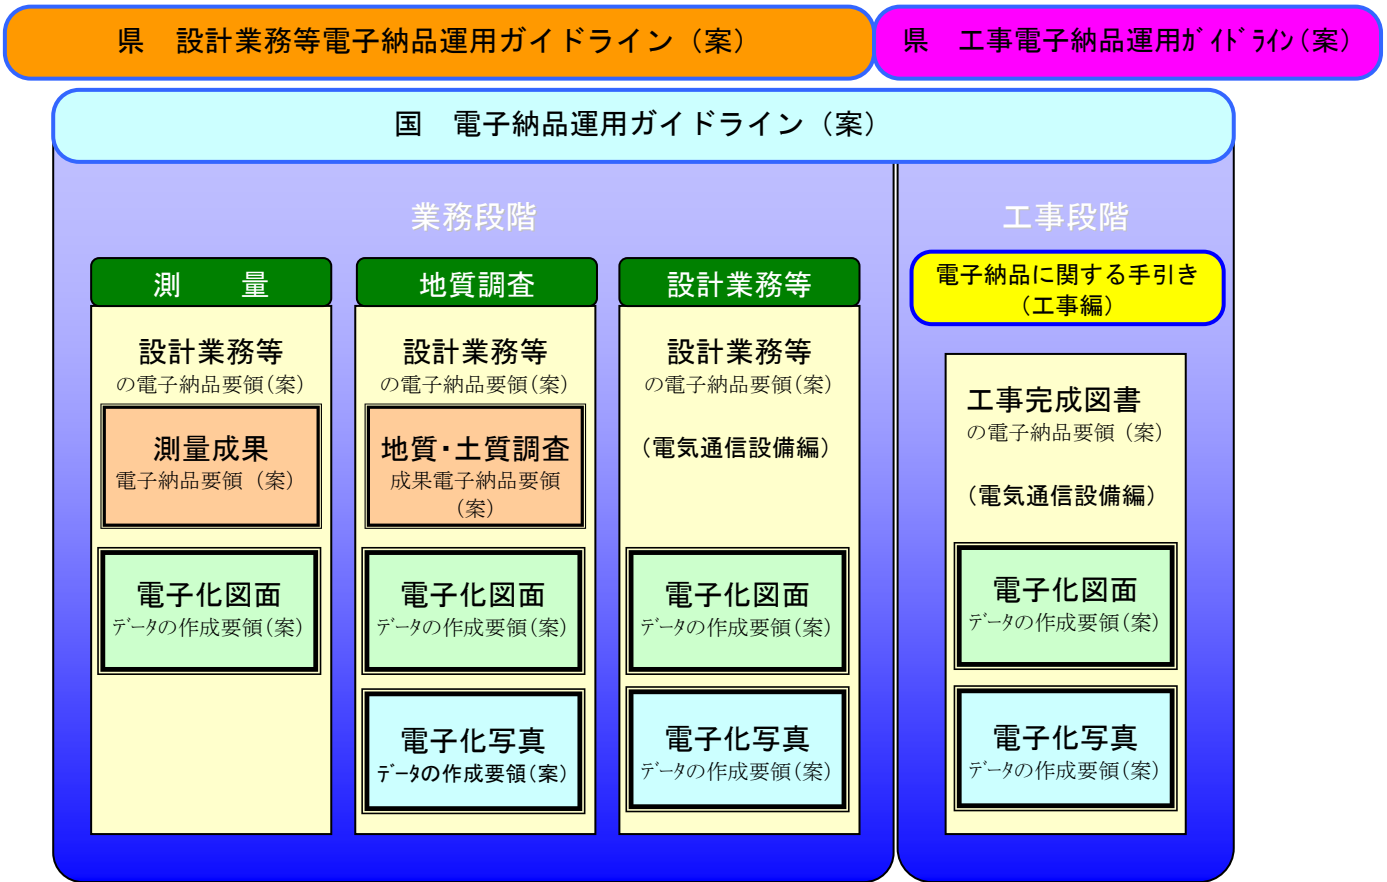 県　設計業務等電子納品運用ガイドライン（案）
県　工事電子納品運用ｶﾞｲﾄﾞﾗｲﾝ(案）
国　電子納品運用ガイドライン（案）
業務段階
測　　量
設計業務等
の電子納品要領(案)
測量成果
電子納品要領（案）
電子化図面
ﾃﾞｰﾀの作成要領(案)
地質調査
設計業務等
の電子納品要領(案)
地質・土質調査
成果電子納品要領
（案）
電子化図面
ﾃﾞｰﾀの作成要領(案)
電子化写真
ﾃﾞｰﾀの作成要領(案)
設計業務等
設計業務等
の電子納品要領(案)
（電気通信設備編）
電子化図面
ﾃﾞｰﾀの作成要領(案)
電子化写真
ﾃﾞｰﾀの作成要領(案)
工事段階
電子納品に関する手引き
（工事編）
工事完成図書
の電子納品要領（案）
（電気通信設備編）
電子化図面
ﾃﾞｰﾀの作成要領(案)
電子化写真
ﾃﾞｰﾀの作成要領(案)